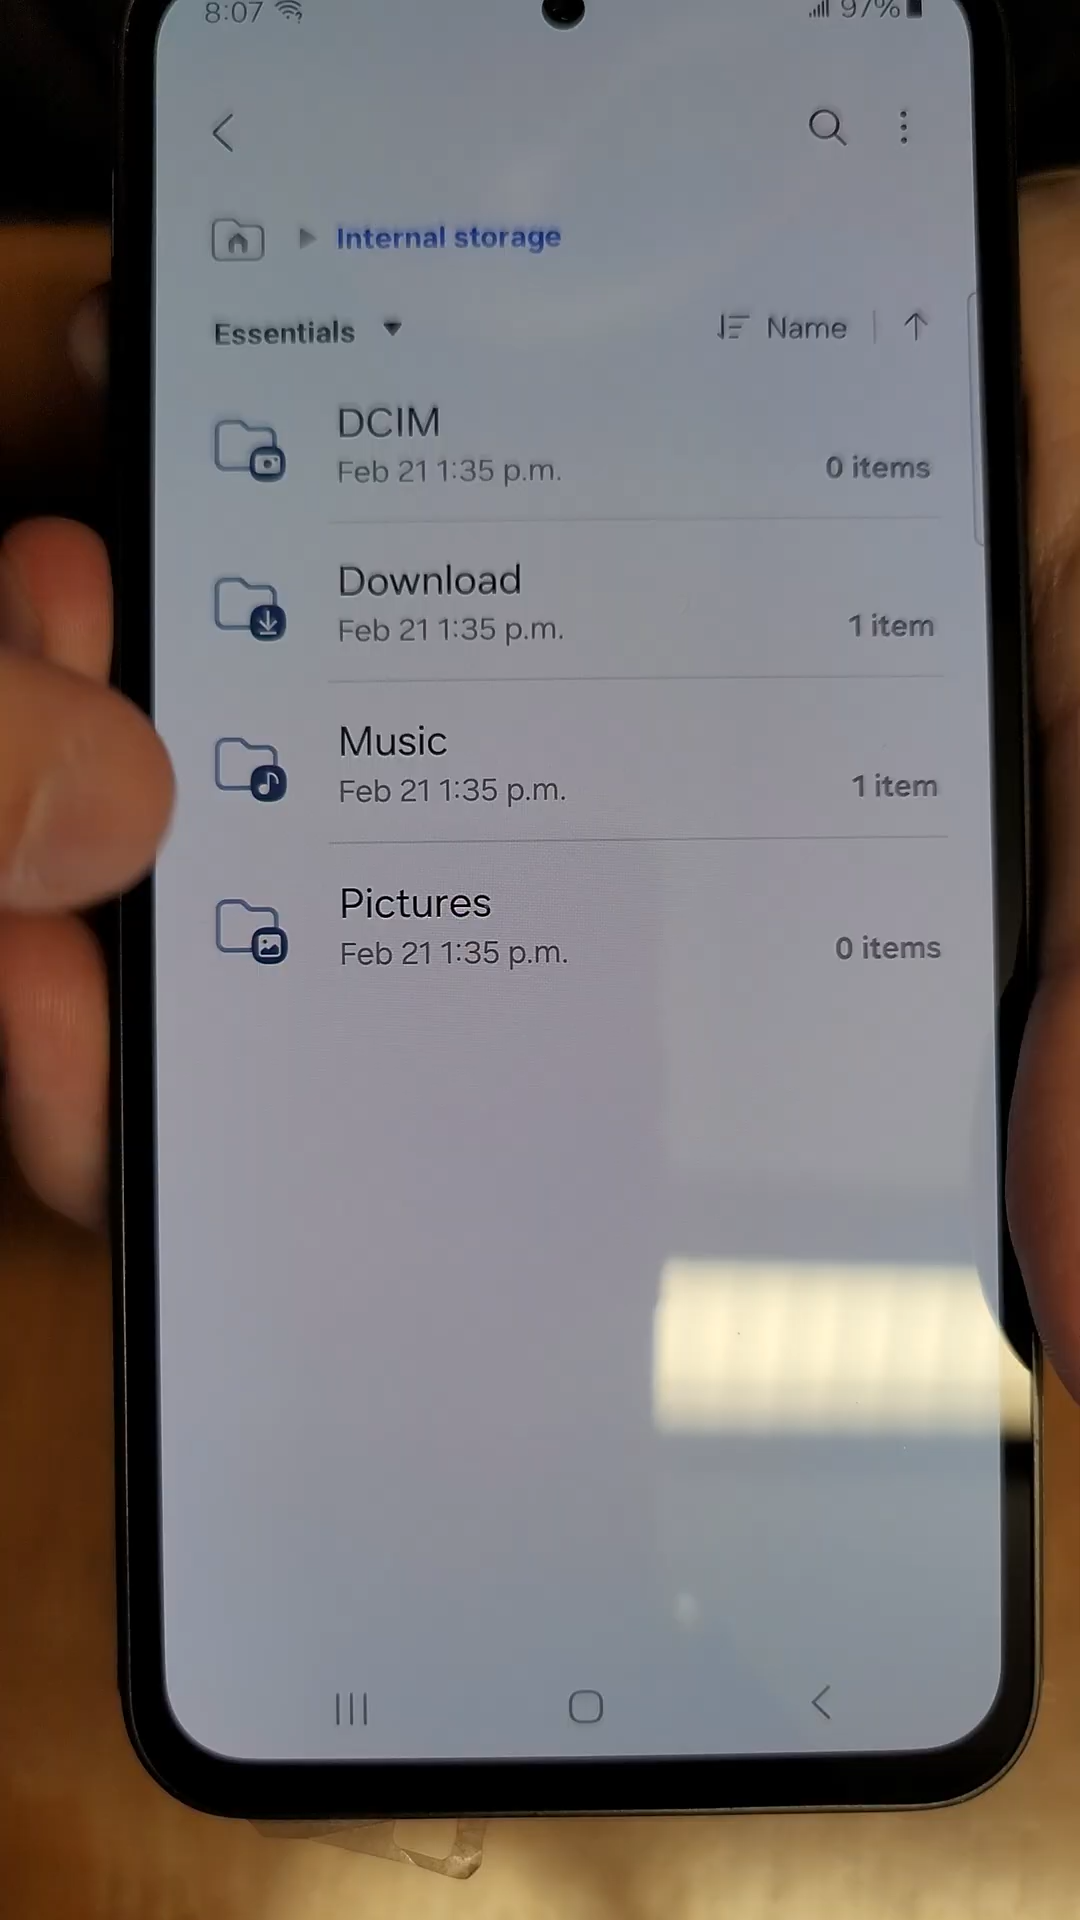 8:07 97%
Internal storage
Essentials Name
DCIM
Feb 21 1:35 p.m. 0 items
Download
Feb 21 1:35 p.m. 1 item
Music
Feb 21 1:35 p.m. 1 item
Pictures
Feb 21 1:35 p.m. 0 items